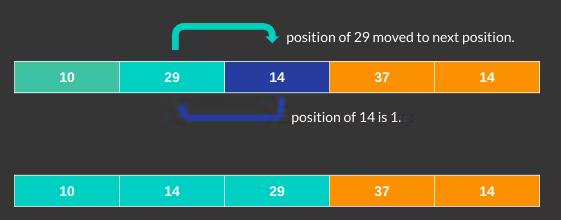 position of 29 moved to next position.
10 29 14 37 14
position of 14 is 1.
10 14 29 37 14